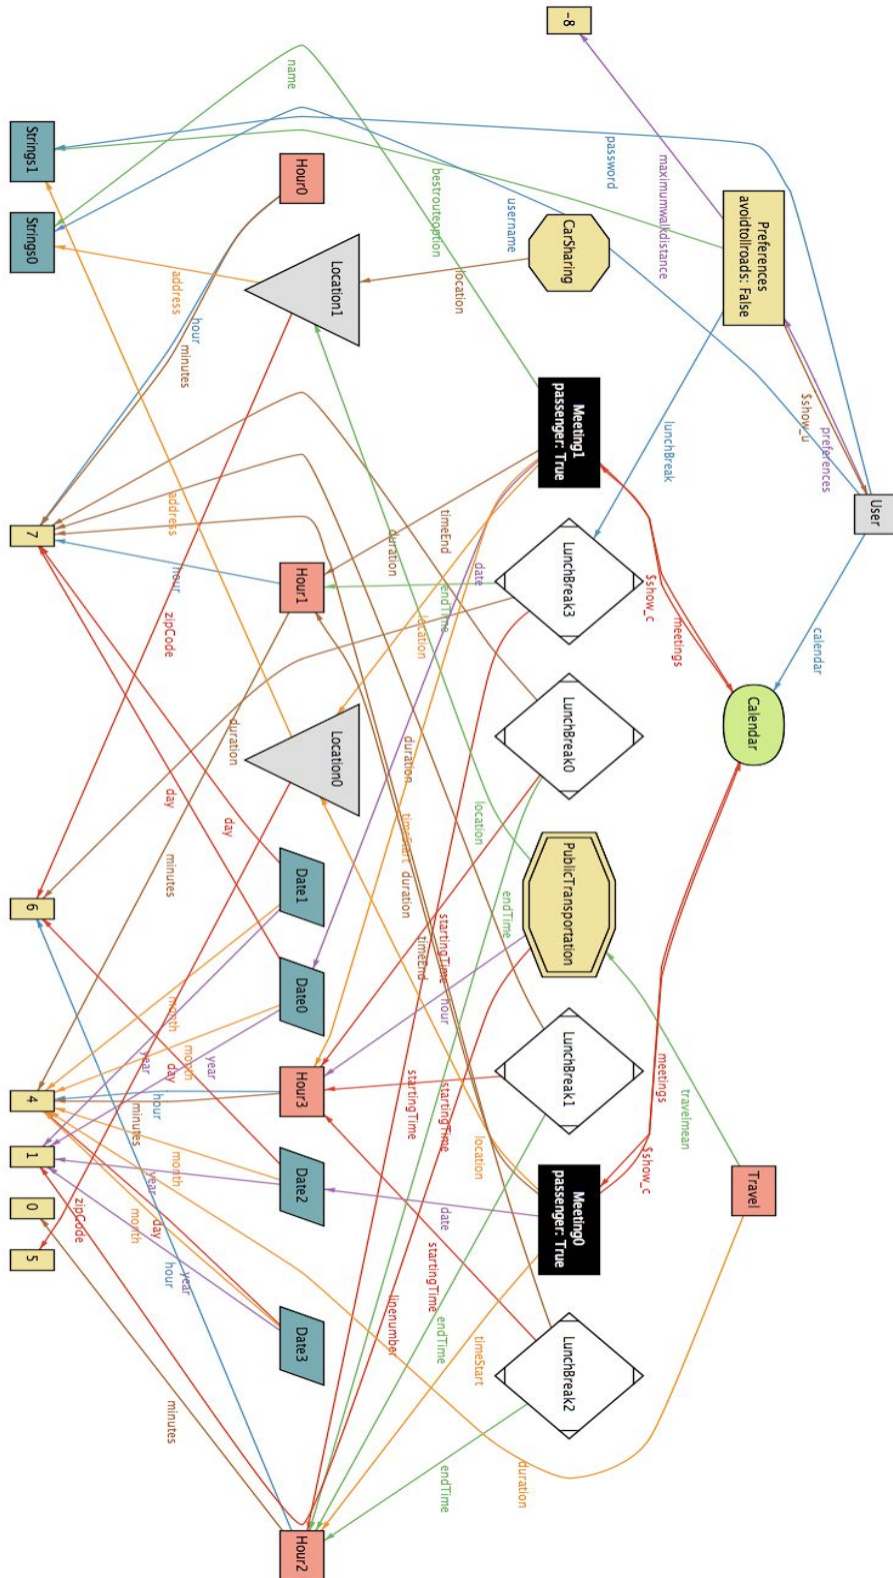 User
preferences
calendar
$show_u
Preferences
avoidtollroads: False
Calendar
Travel
travelmean
meetings
lunchBreak
maximumwalkdistance
meetings
$show_c
$show_c
password
-8
CarSharing
Meeting1
passenger: True
LunchBreak3
LunchBreak0
PublicTransportation
LunchBreak1
Meeting0
passenger: True
LunchBreak2
duration
username
endTime
date
location
location
timeStart
location
timeEnd
endTime
startingTime
hour
startingTime
date
endTime
endTime
bestrouteoption
startingTime
timeEnd
location
startingTime
duration
timeStart
duration
duration
linenumber
name
Hour0
Location1
Hour1
Location0
Date1
Date0
Hour3
Date2
Date3
Hour2
duration
day
year
hour
month
year
minutes
address
hour
month
address
month
day
minutes
day
minutes
zipCode
hour
hour
day
year
year
minutes
month
zipCode
Strings1
Strings0
7
6
4
1
0
5